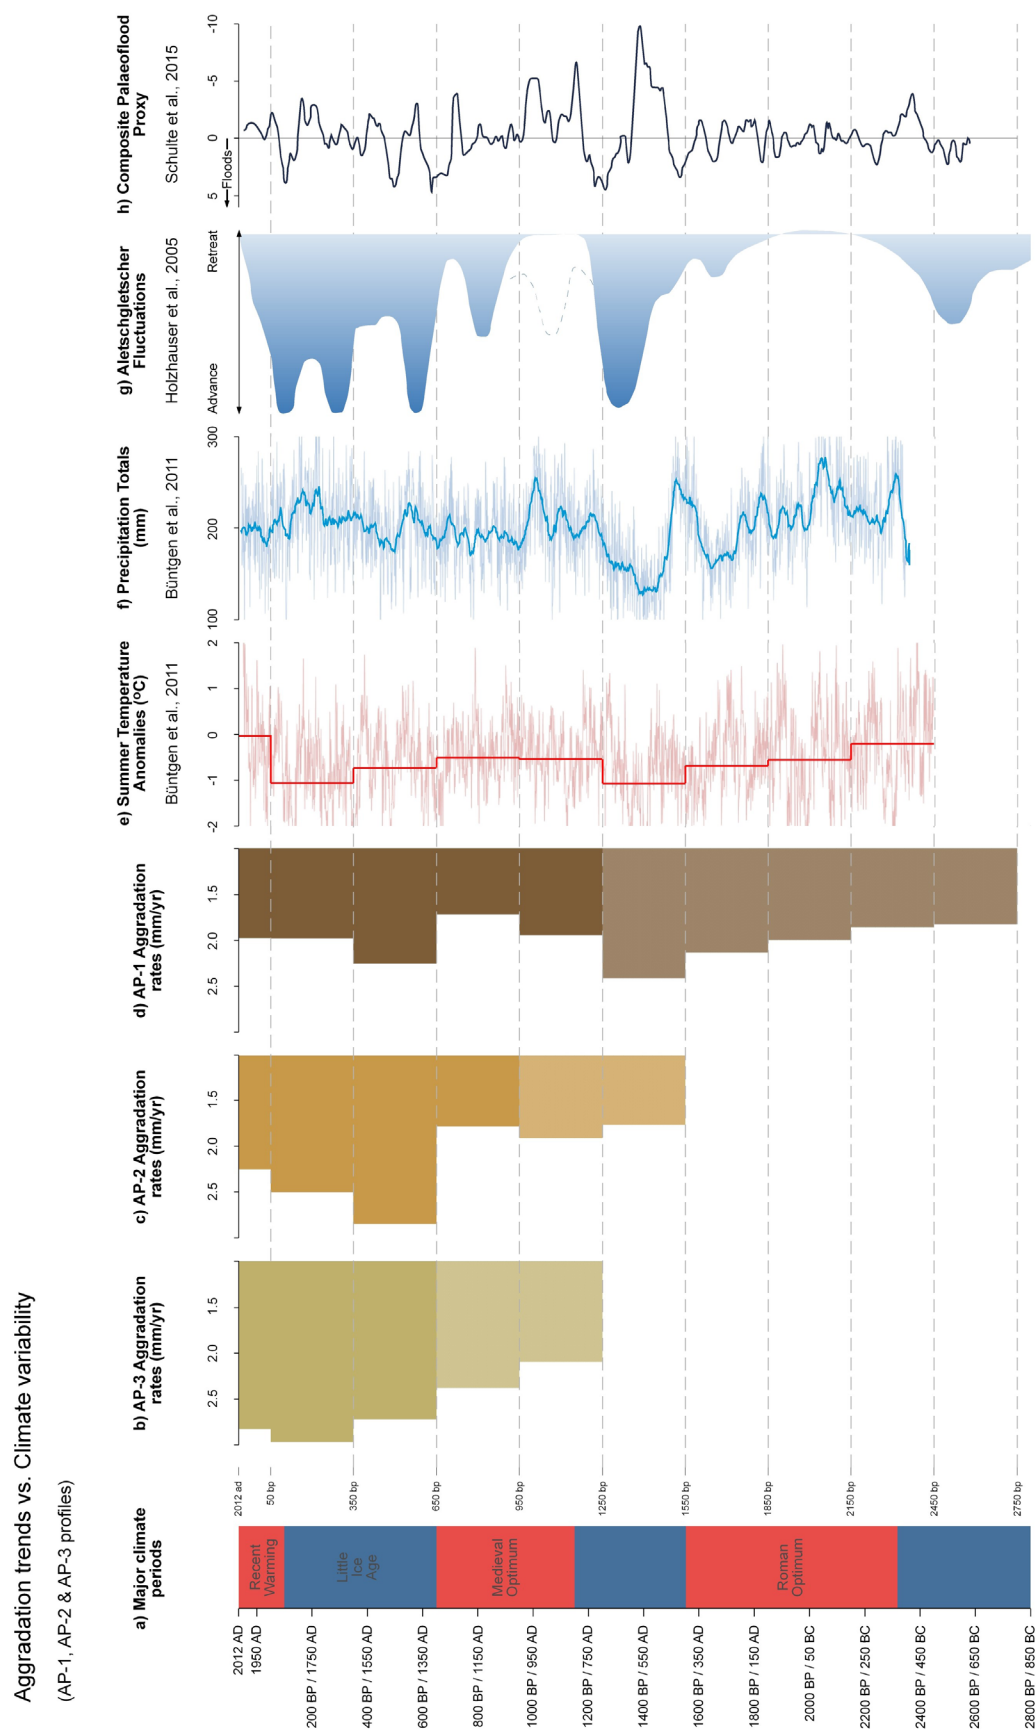 Aggradation trends vs. Climate variability
(AP-1, AP-2 & AP-3 profiles)
a) Major climate
periods
2012 AD
1950 AD
200 BP / 1750 AD
400 BP / 1550 AD
600 BP / 1350 AD
800 BP / 1150 AD
1000 BP / 950 AD
1200 BP / 750 AD
1400 BP / 550 AD
1600 BP / 350 AD
1800 BP / 150 AD
2000 BP / 50 BC
2200 BP / 250 BC
2400 BP / 450 BC
2600 BP / 650 BC
2800 BP / 850 BC
Recent
Warming
Little
Ice
Age
Medieval
Optimum
Roman
Optimum
2012 ad
50 bp
350 bp
650 bp
950 bp
1250 bp
1550 bp
1850 bp
2150 bp
2450 bp
2750 bp
b) AP-3 Aggradation
rates (mm/yr)
2.5
2.0
1.5
c) AP-2 Aggradation
rates (mm/yr)
2.5
2.0
1.5
d) AP-1 Aggradation
rates (mm/yr)
2.5
2.0
1.5
e) Summer Temperature
Anomalies (ºC)
Büntgen et al., 2011
-2
-1
0
1
2
f) Precipitation Totals
(mm)
Büntgen et al., 2011
100
200
300
g) Aletschgletscher
Fluctuations
Holzhauser et al., 2005
Advance
Retreat
h) Composite Palaeoflood
Proxy
Schulte et al., 2015
Floods
5
0
-5
-10